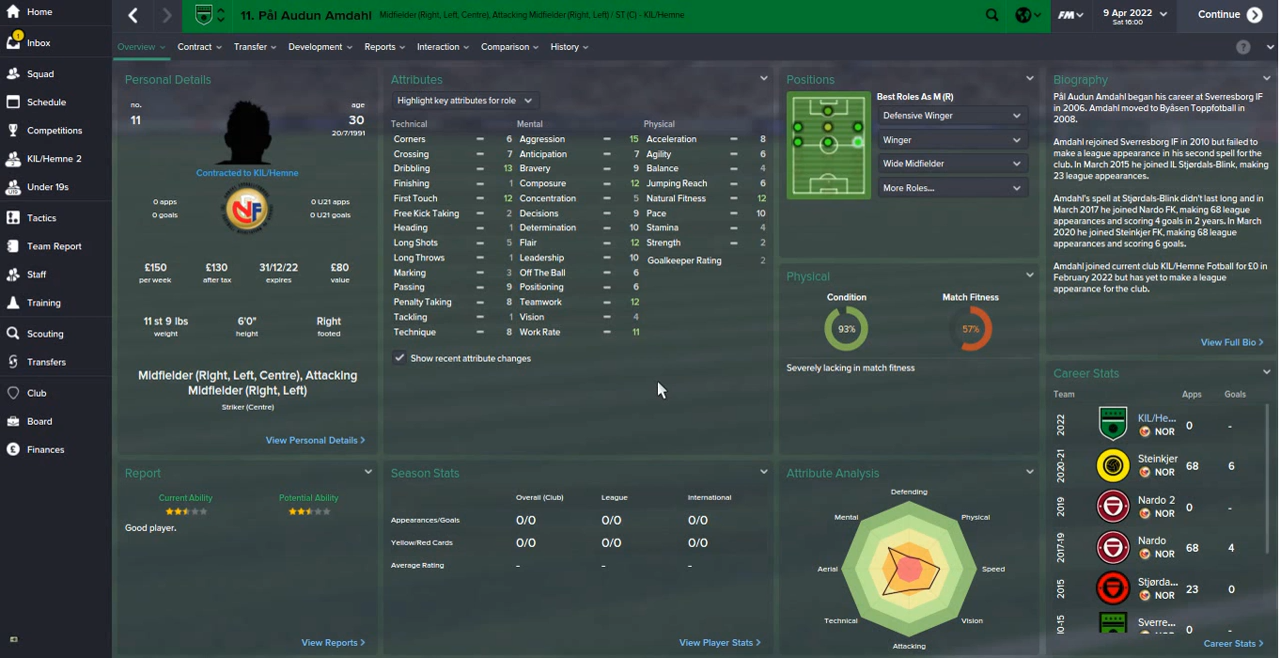 Home
Inbox
1
Squad
Schedule
Competitions
KIL/Hemne 2
Under 19s
Tactics
Team Report
Staff
Training
Scouting
Transfers
Club
Board
Finances
11. Pål Audun Amdahl
Midfielder (Right, Left, Centre), Attacking Midfielder (Right, Left) / ST (C) - KIL/Hemne
FM
9 Apr 2022
Sat 16:00
Continue
Overview
Contract
Transfer
Development
Reports
Interaction
Comparison
History
?
Personal Details
no.
11
age
30
20/7/1991
Contracted to KIL/Hemne
0 apps
0 goals
NF
0 U21 apps
0 U21 goals
£150
per week
£130
after tax
31/12/22
expires
£80
value
11 st 9 lbs
weight
6'0"
height
Right
footed
Midfielder (Right, Left, Centre), Attacking
Midfielder (Right, Left)
Striker (Centre)
View Personal Details >
Attributes
Highlight key attributes for role
Technical
Corners 6
Crossing 7
Dribbling 13
Finishing 1
First Touch 12
Free Kick Taking 2
Heading 1
Long Shots 5
Long Throws 1
Marking 3
Passing 9
Penalty Taking 8
Tackling 1
Technique 8
Mental
Aggression 15
Anticipation 7
Bravery 9
Composure 12
Concentration 5
Decisions 9
Determination 10
Flair 12
Leadership 10
Off The Ball 6
Positioning 6
Teamwork 12
Vision 4
Work Rate 11
Physical
Acceleration 8
Agility 6
Balance 4
Jumping Reach 6
Natural Fitness 12
Pace 10
Stamina 4
Strength 2
Goalkeeper Rating 2
Show recent attribute changes
Positions
Best Roles As M (R)
Defensive Winger
Winger
Wide Midfielder
More Roles...
Physical
Condition
93%
Match Fitness
57%
Severely lacking in match fitness
Biography
Pål Audun Amdahl began his career at Sverresborg IF
in 2006. Amdahl moved to Byåsen Toppfotball in
2008.
Amdahl rejoined Sverresborg IF in 2010 but failed to
make a league appearance in his second spell for the
club. In March 2015 he joined IL Stjørdals-Blink, making
23 league appearances.
Amdahl's spell at Stjørdals-Blink didn't last long and in
March 2017 he joined Nardo FK, making 68 league
appearances and scoring 4 goals in 2 years. In March
2020 he joined Steinkjer FK, making 68 league
appearances and scoring 6 goals.
Amdahl joined current club KIL/Hemne Fotball for £0 in
February 2022 but has yet to make a league
appearance for the club.
View Full Bio >
Career Stats
Team Apps Goals
2022 KIL/He... NOR 0 -
2020-21 Steinkjer NOR 68 6
2019 Nardo 2 NOR 0 -
2017-19 Nardo NOR 68 4
2015 Stjørda... NOR 23 0
10-15 Sverre... 0 -
Career Stats >
Report
Current Ability
Potential Ability
Good player.
View Reports >
Season Stats
Overall (Club) League International
Appearances/Goals 0/0 0/0 0/0
Yellow/Red Cards 0/0 0/0 0/0
Average Rating - - -
View Player Stats >
Attribute Analysis
Defending
Physical
Speed
Vision
Attacking
Technical
Aerial
Mental